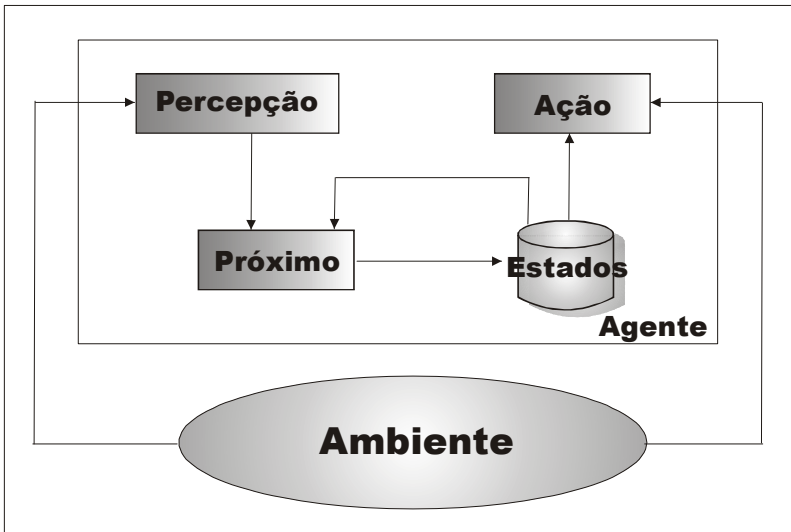 Percepção
Ação
Próximo
Estados
Agente
Ambiente